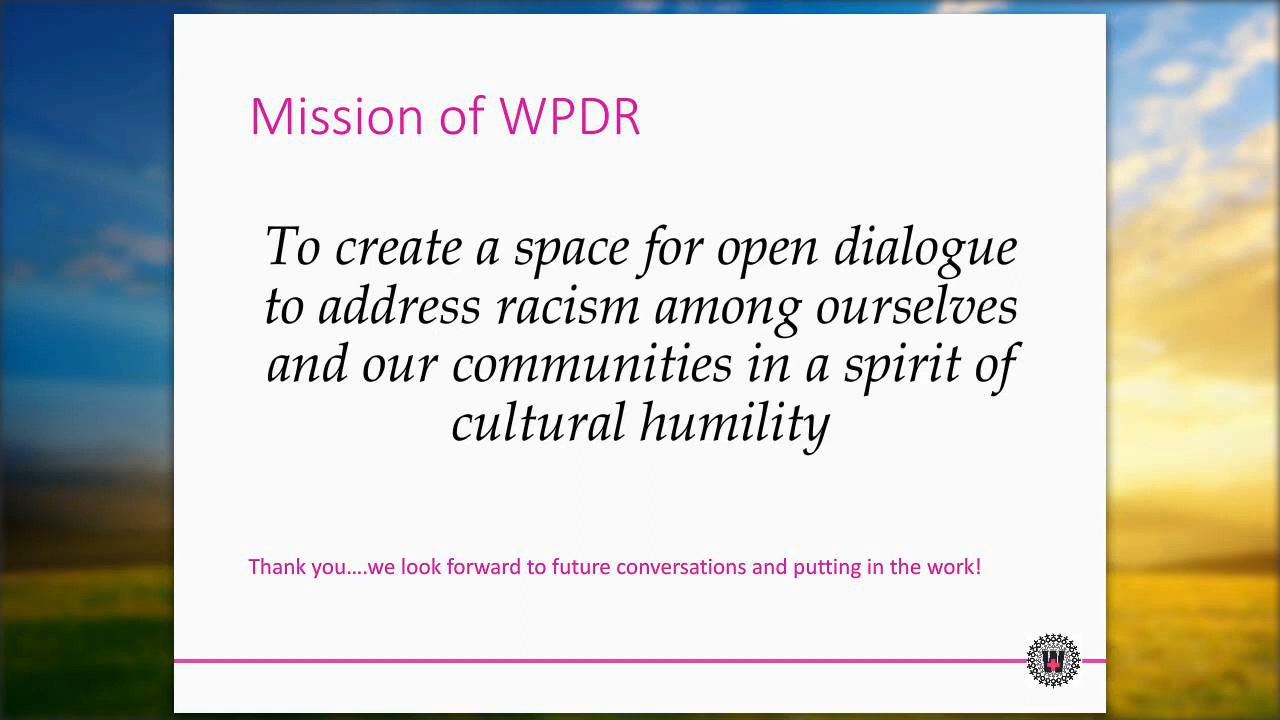 Mission of WPDR
To create a space for open dialogue
to address racism among ourselves
and our communities in a spirit of
cultural humility
Thank you....we look forward to future conversations and putting in the work!
W